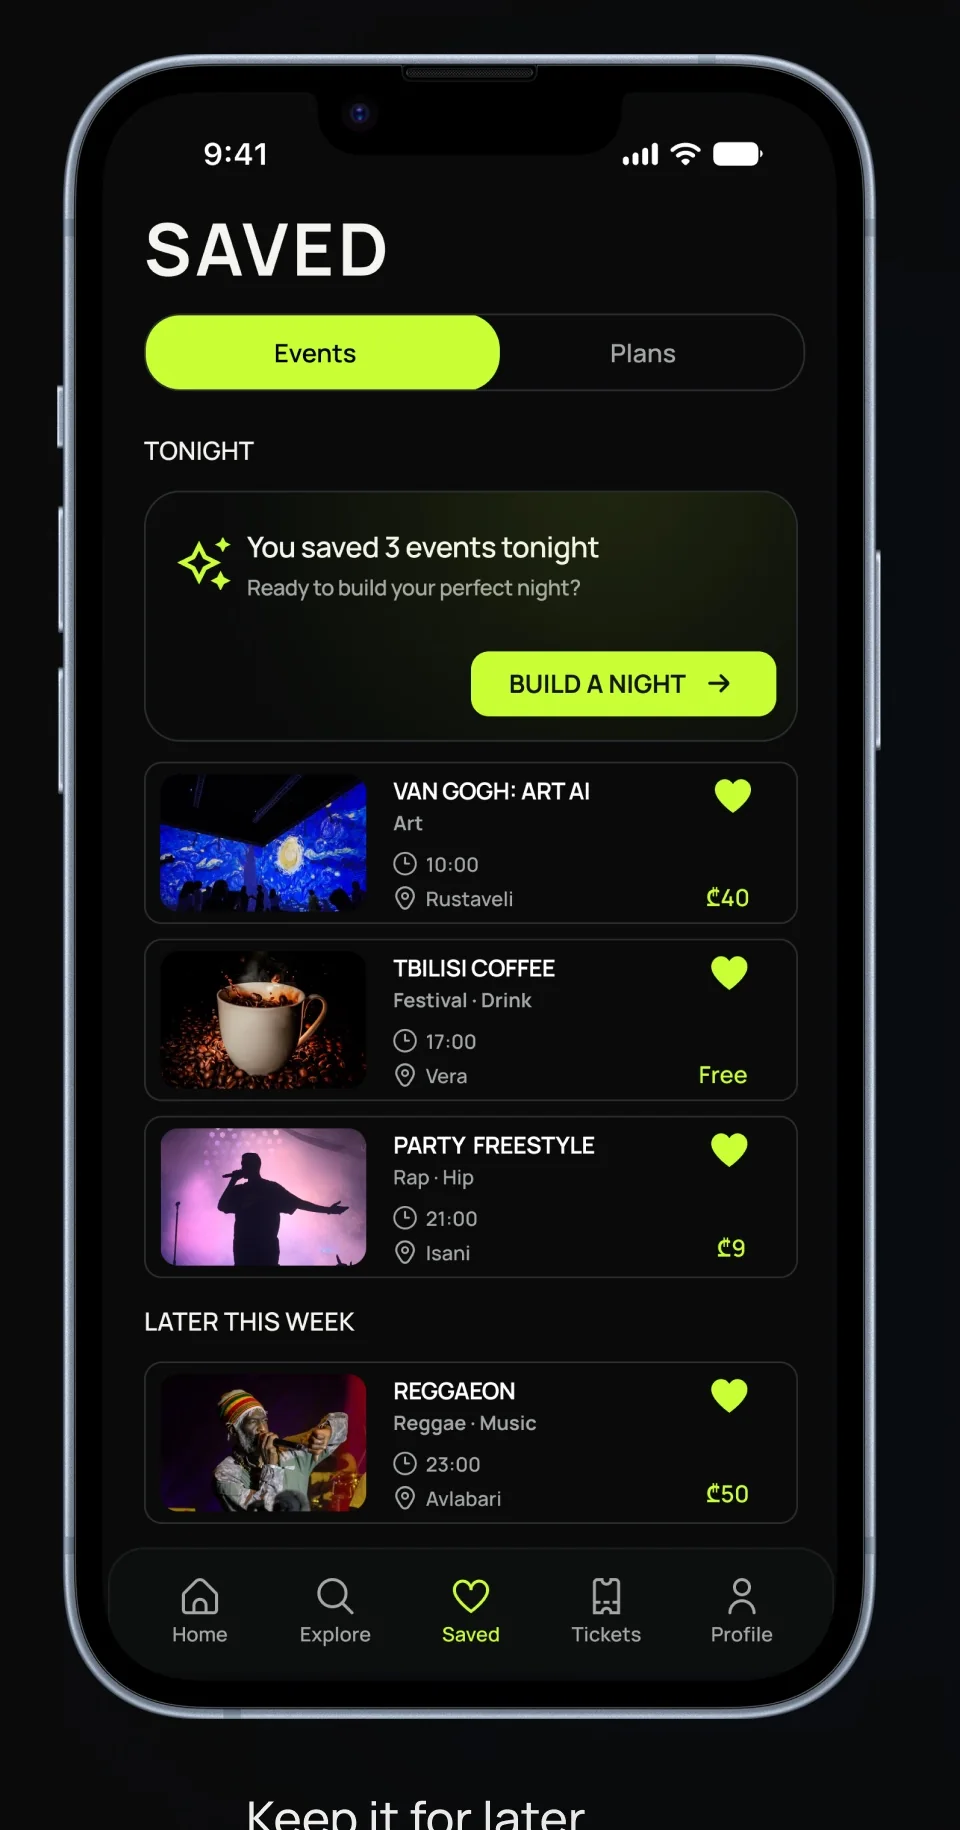 9:41
SAVED
Events
Plans
TONIGHT
You saved 3 events tonight
Ready to build your perfect night?
BUILD A NIGHT →
VAN GOGH: ART AI
Art
10:00
Rustaveli
₾40
TBILISI COFFEE
Festival · Drink
17:00
Vera
Free
PARTY FREESTYLE
Rap · Hip
21:00
Isani
₾9
LATER THIS WEEK
REGGAEON
Reggae · Music
23:00
Avlabari
₾50
Home
Explore
Saved
Tickets
Profile
Keep it for later